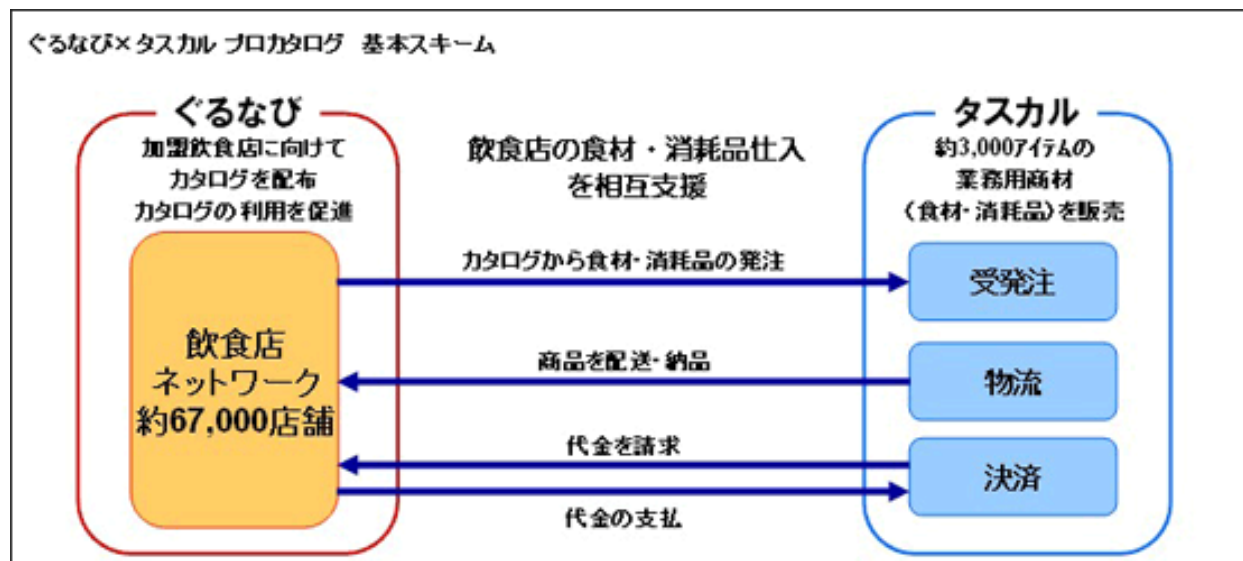 ぐるなび×タスカル プロカタログ 基本スキーム
ぐるなび
加盟飲食店に向けて
カタログを配布
カタログの利用を促進
飲食店
ネットワーク
約67,000店舗
飲食店の食材・消耗品仕入
を相互支援
カタログから食材・消耗品の発注
商品を配送・納品
代金を請求
代金の支払
タスカル
約3,000アイテムの
業務用商材
(食材・消耗品)を販売
受発注
物流
決済